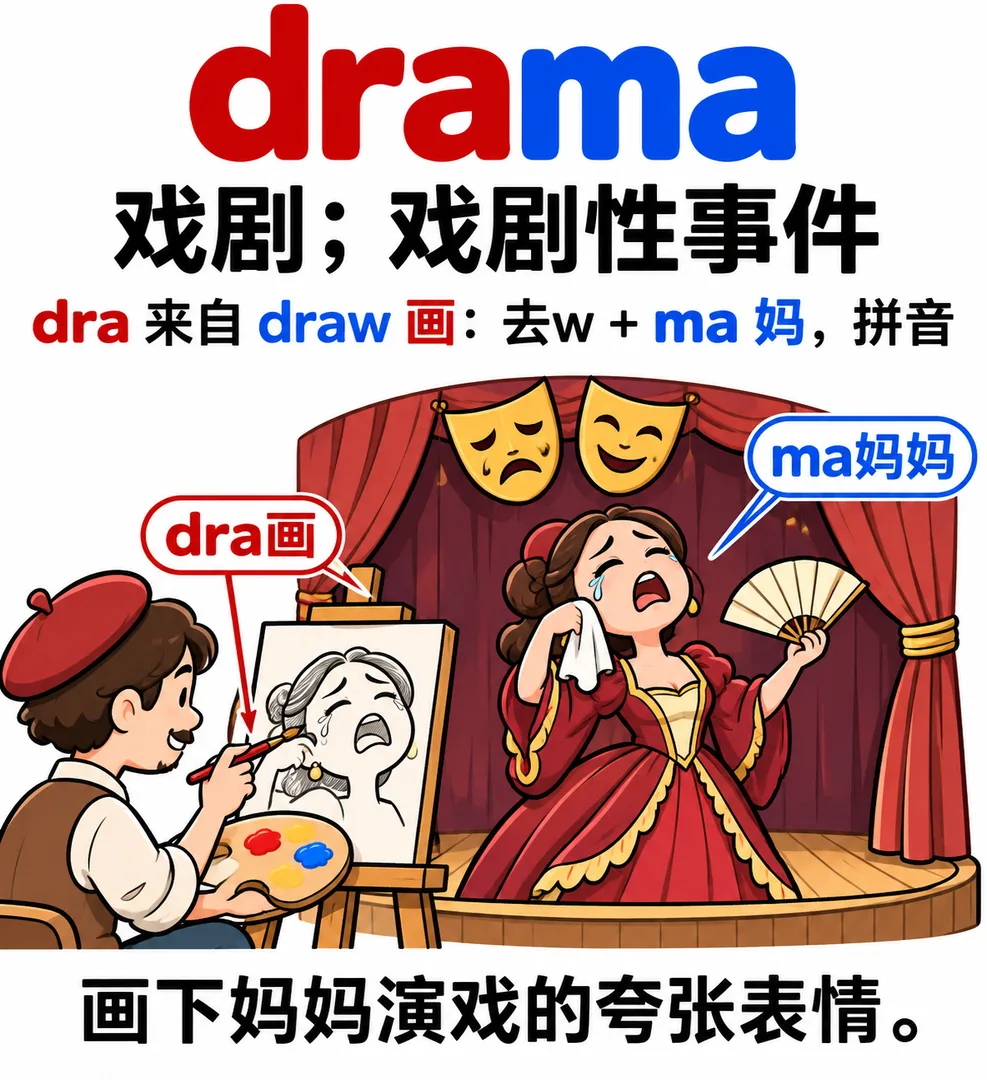 drama
戏剧；戏剧性事件
dra 来自 draw 画：去w + ma 妈，拼音
ma妈妈
dra画
画下妈妈演戏的夸张表情。